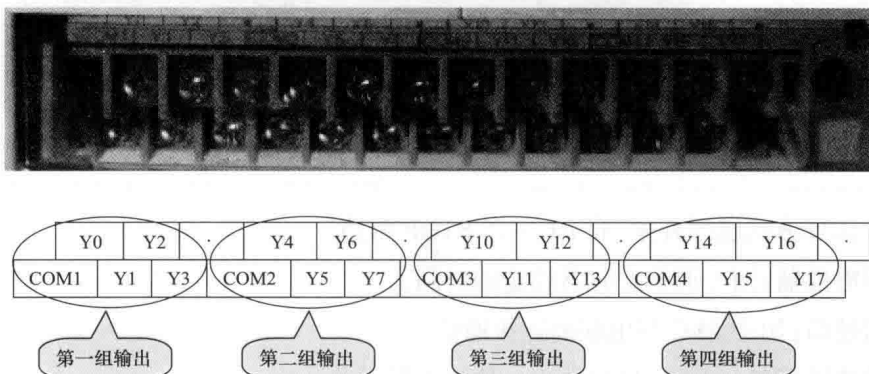 Y0 Y2 · Y4 Y6 · Y10 Y12 · Y14 Y16 ·
COM1 Y1 Y3 COM2 Y5 Y7 COM3 Y11 Y13 COM4 Y15 Y17
第一组输出 第二组输出 第三组输出 第四组输出